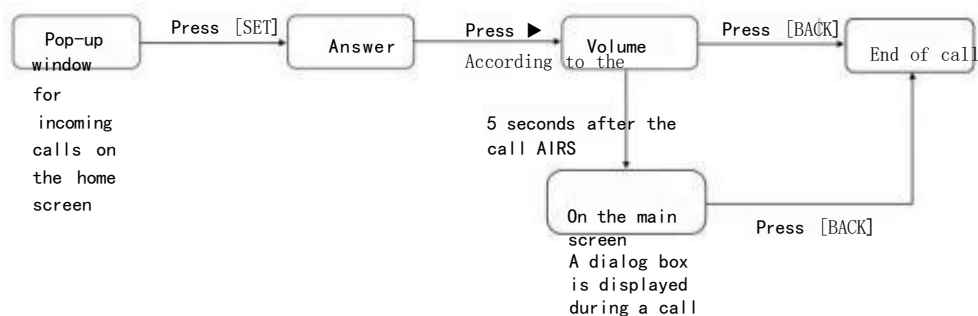 Pop-up
window
for
incoming
calls on
the home
screen
Press [SET]
Answer
Press ▶
According to the
Volume
Press [BACK]
End of call
5 seconds after the
call AIRS
On the main
screen
A dialog box
is displayed
during a call
Press [BACK]